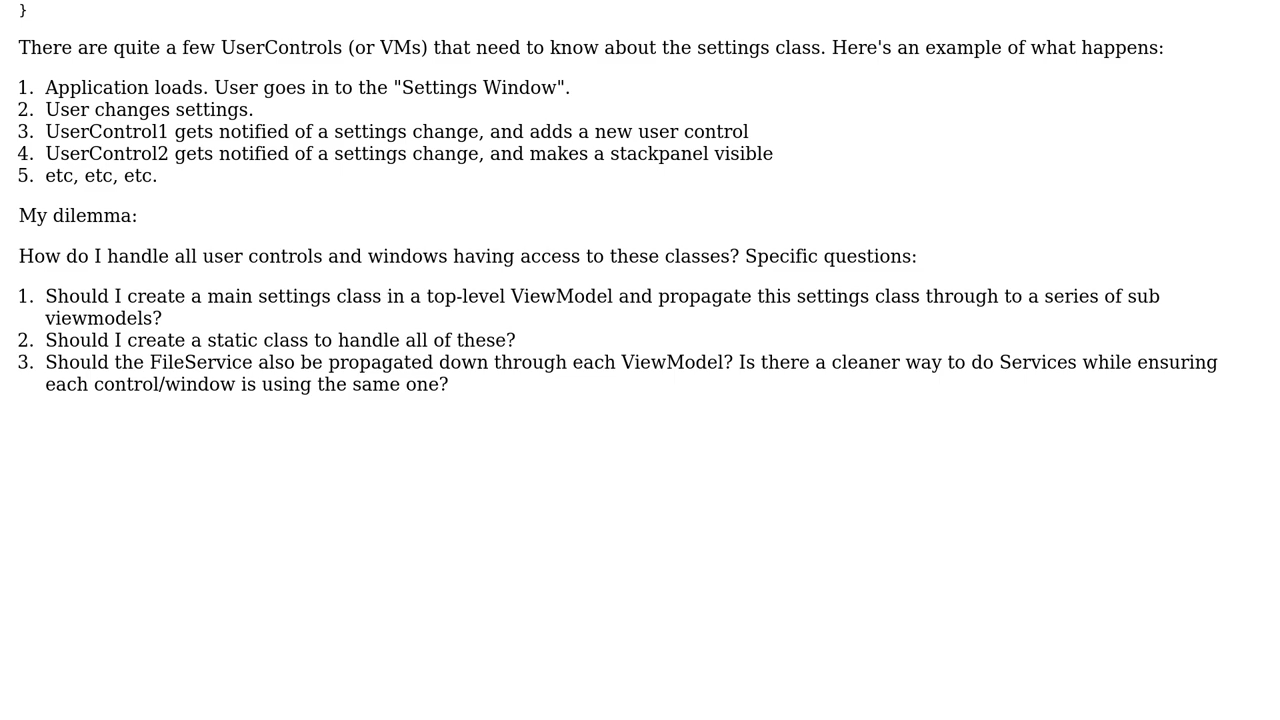 }
There are quite a few UserControls (or VMs) that need to know about the settings class. Here's an example of what happens:
1. Application loads. User goes in to the "Settings Window".
2. User changes settings.
3. UserControl1 gets notified of a settings change, and adds a new user control
4. UserControl2 gets notified of a settings change, and makes a stackpanel visible
5. etc, etc, etc.
My dilemma:
How do I handle all user controls and windows having access to these classes? Specific questions:
1. Should I create a main settings class in a top-level ViewModel and propagate this settings class through to a series of sub
viewmodels?
2. Should I create a static class to handle all of these?
3. Should the FileService also be propagated down through each ViewModel? Is there a cleaner way to do Services while ensuring
each control/window is using the same one?